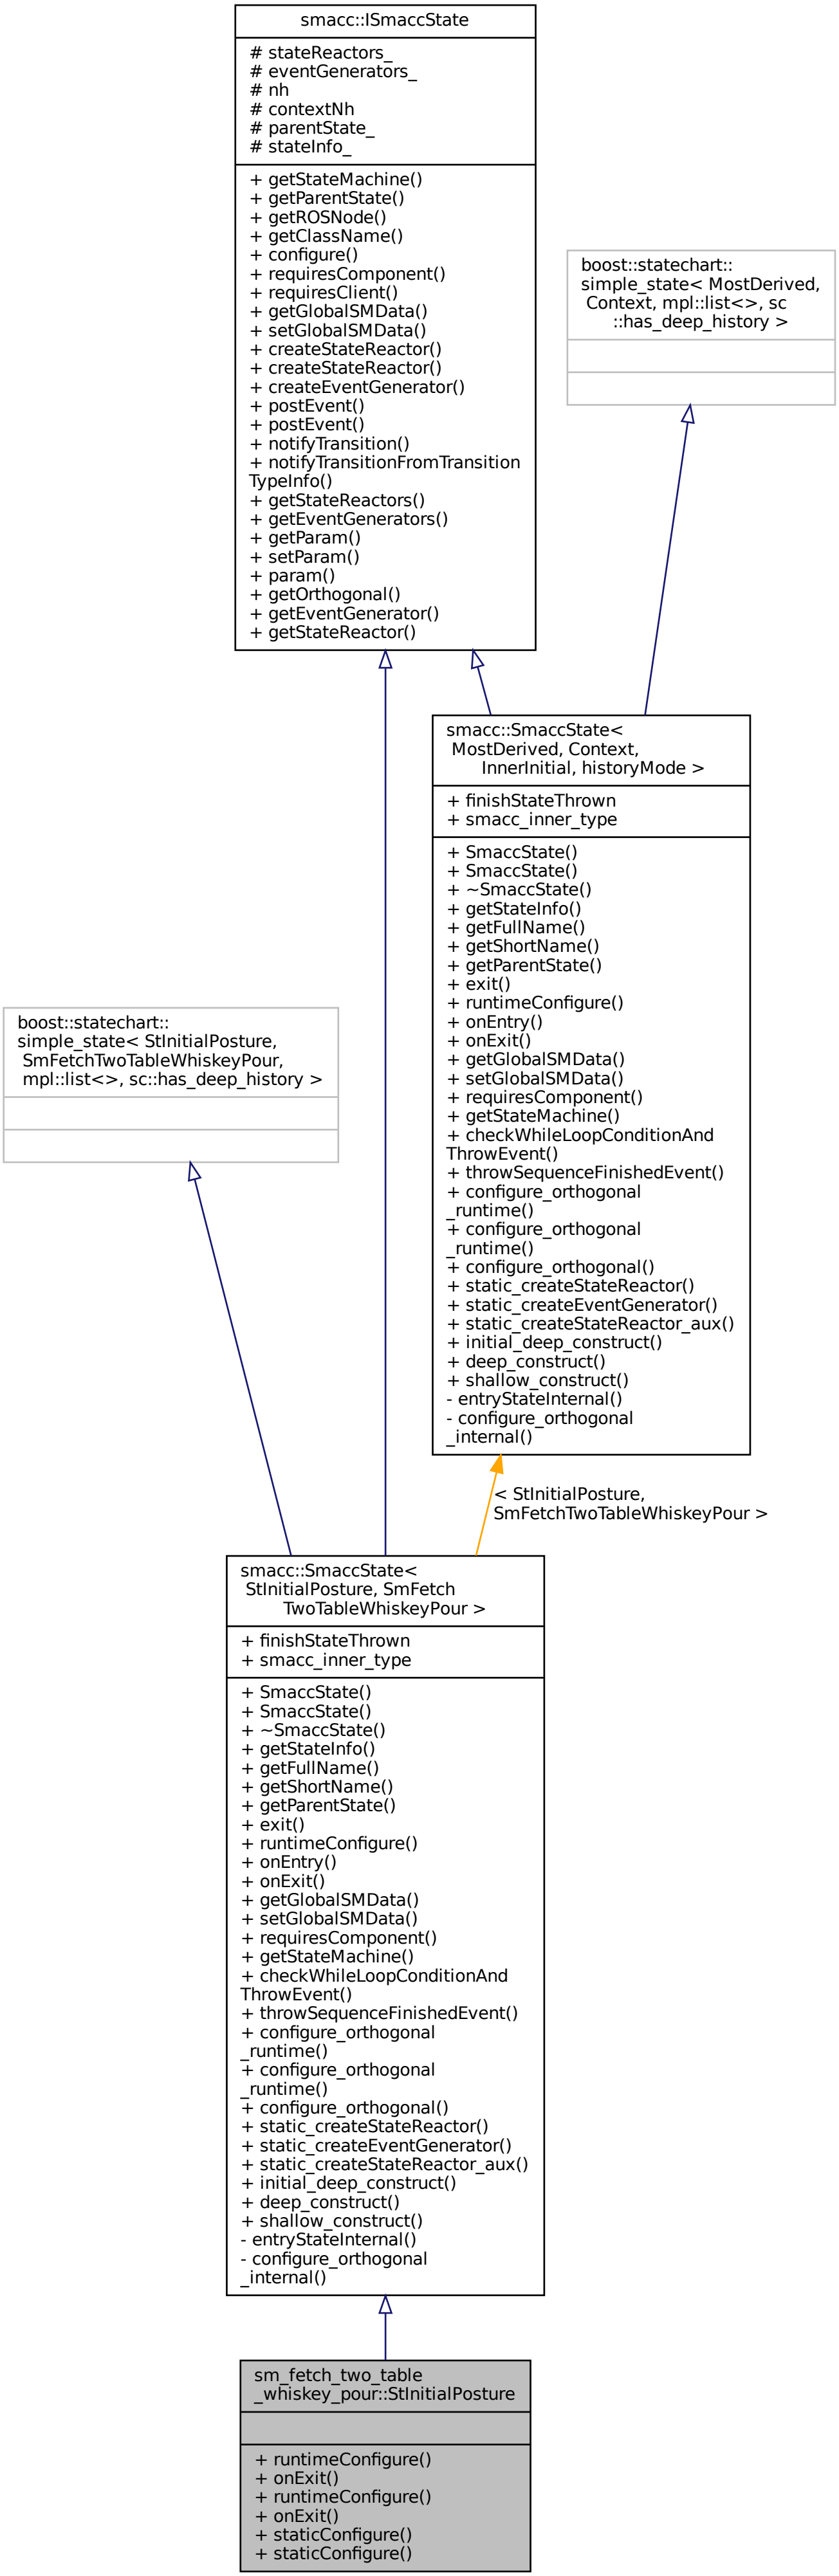 smacc::ISmaccState
# stateReactors_
# eventGenerators_
# nh
# contextNh
# parentState_
# stateInfo_
+ getStateMachine()
+ getParentState()
+ getROSNode()
+ getClassName()
+ configure()
+ requiresComponent()
+ requiresClient()
+ getGlobalSMData()
+ setGlobalSMData()
+ createStateReactor()
+ createStateReactor()
+ createEventGenerator()
+ postEvent()
+ postEvent()
+ notifyTransition()
+ notifyTransitionFromTransition
TypeInfo()
+ getStateReactors()
+ getEventGenerators()
+ getParam()
+ setParam()
+ param()
+ getOrthogonal()
+ getEventGenerator()
+ getStateReactor()
boost::statechart::
simple_state< MostDerived,
Context, mpl::list<>, sc
::has_deep_history >
smacc::SmaccState<
MostDerived, Context,
InnerInitial, historyMode >
+ finishStateThrown
+ smacc_inner_type
+ SmaccState()
+ SmaccState()
+ ~SmaccState()
+ getStateInfo()
+ getFullName()
+ getShortName()
+ getParentState()
+ exit()
+ runtimeConfigure()
+ onEntry()
+ onExit()
+ getGlobalSMData()
+ setGlobalSMData()
+ requiresComponent()
+ getStateMachine()
+ checkWhileLoopConditionAnd
ThrowEvent()
+ throwSequenceFinishedEvent()
+ configure_orthogonal
_runtime()
+ configure_orthogonal
_runtime()
+ configure_orthogonal()
+ static_createStateReactor()
+ static_createEventGenerator()
+ static_createStateReactor_aux()
+ initial_deep_construct()
+ deep_construct()
+ shallow_construct()
- entryStateInternal()
- configure_orthogonal
_internal()
boost::statechart::
simple_state< StInitialPosture,
SmFetchTwoTableWhiskeyPour,
mpl::list<>, sc::has_deep_history >
< StInitialPosture,
SmFetchTwoTableWhiskeyPour >
smacc::SmaccState<
StInitialPosture, SmFetch
TwoTableWhiskeyPour >
+ finishStateThrown
+ smacc_inner_type
+ SmaccState()
+ SmaccState()
+ ~SmaccState()
+ getStateInfo()
+ getFullName()
+ getShortName()
+ getParentState()
+ exit()
+ runtimeConfigure()
+ onEntry()
+ onExit()
+ getGlobalSMData()
+ setGlobalSMData()
+ requiresComponent()
+ getStateMachine()
+ checkWhileLoopConditionAnd
ThrowEvent()
+ throwSequenceFinishedEvent()
+ configure_orthogonal
_runtime()
+ configure_orthogonal
_runtime()
+ configure_orthogonal()
+ static_createStateReactor()
+ static_createEventGenerator()
+ static_createStateReactor_aux()
+ initial_deep_construct()
+ deep_construct()
+ shallow_construct()
- entryStateInternal()
- configure_orthogonal
_internal()
sm_fetch_two_table
_whiskey_pour::StInitialPosture
+ runtimeConfigure()
+ onExit()
+ runtimeConfigure()
+ onExit()
+ staticConfigure()
+ staticConfigure()